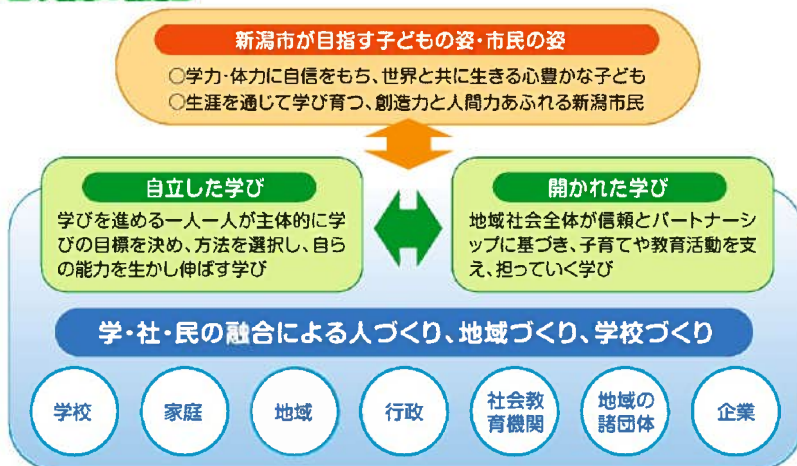 新潟市が目指す子どもの姿・市民の姿
○学力・体力に自信をもち、世界と共に生きる心豊かな子ども
○生涯を通じて学び育つ、創造力と人間力あふれる新潟市民
自立した学び
学びを進める一人一人が主体的に学
びの目標を決め、方法を選択し、自ら
の能力を生かし伸ばす学び
開かれた学び
地域社会全体が信頼とパートナーシ
ップに基づき、子育てや教育活動を支
え、担っていく学び
学・社・民の融合による人づくり、地域づくり、学校づくり
学校
家庭
地域
行政
社会教
育機関
地域の
諸団体
企業